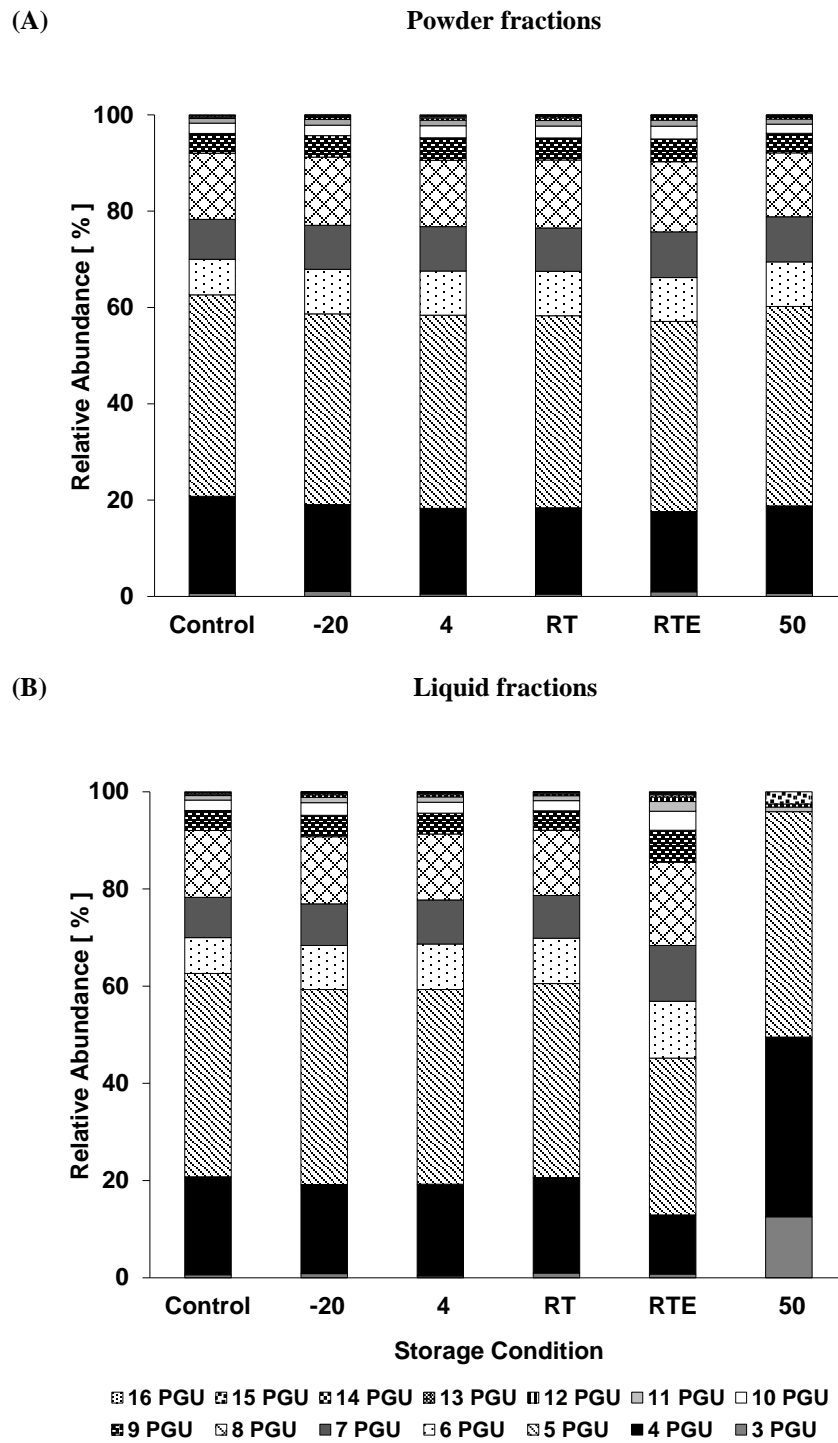 (A) Powder fractions
100
80
60
40
20
0
Relative Abundance [ % ]
Control -20 4 RT RTE 50
(B) Liquid fractions
100
80
60
40
20
0
Relative Abundance [ % ]
Control -20 4 RT RTE 50
Storage Condition
16 PGU 15 PGU 14 PGU 13 PGU 12 PGU 11 PGU 10 PGU
9 PGU 8 PGU 7 PGU 6 PGU 5 PGU 4 PGU 3 PGU